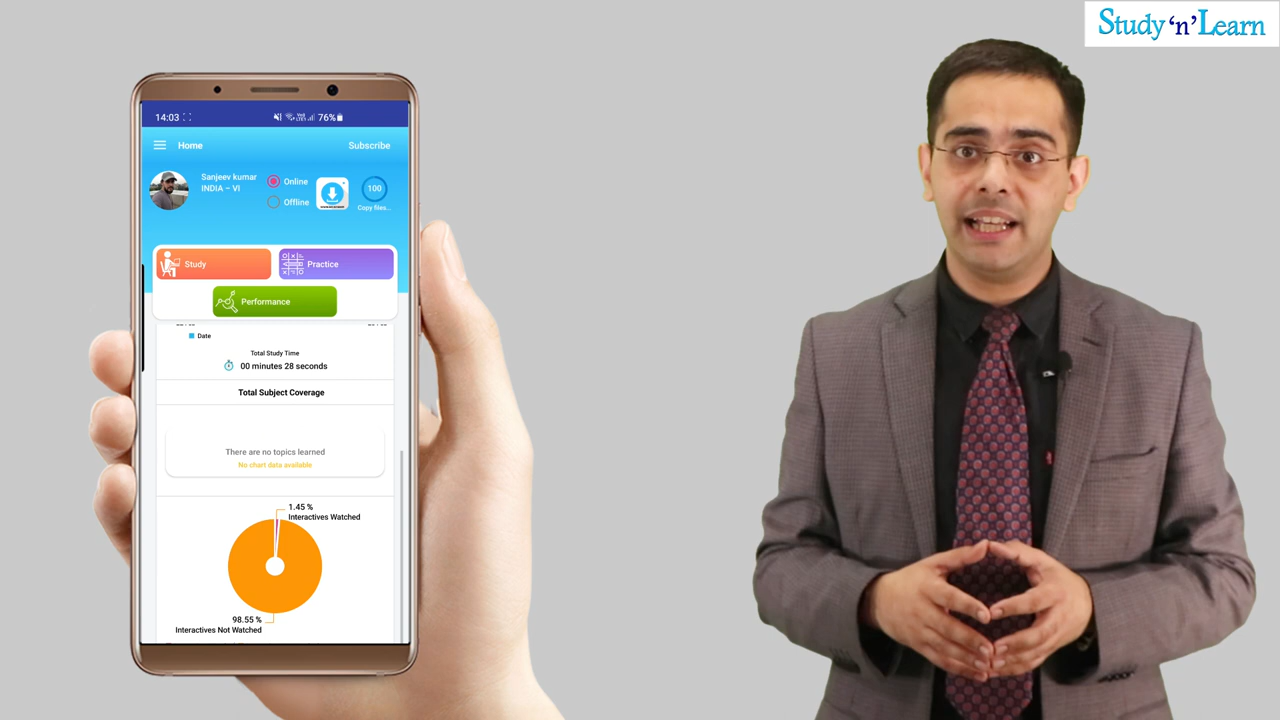 Study 'n' Learn
14:03 76%
Home Subscribe
Sanjeev kumar
INDIA – VI
Online
Offline
100
Copy files...
Study Practice
Performance
Date
Total Study Time
00 minutes 28 seconds
Total Subject Coverage
There are no topics learned
No chart data available
1.45 %
Interactives Watched
98.55 %
Interactives Not Watched